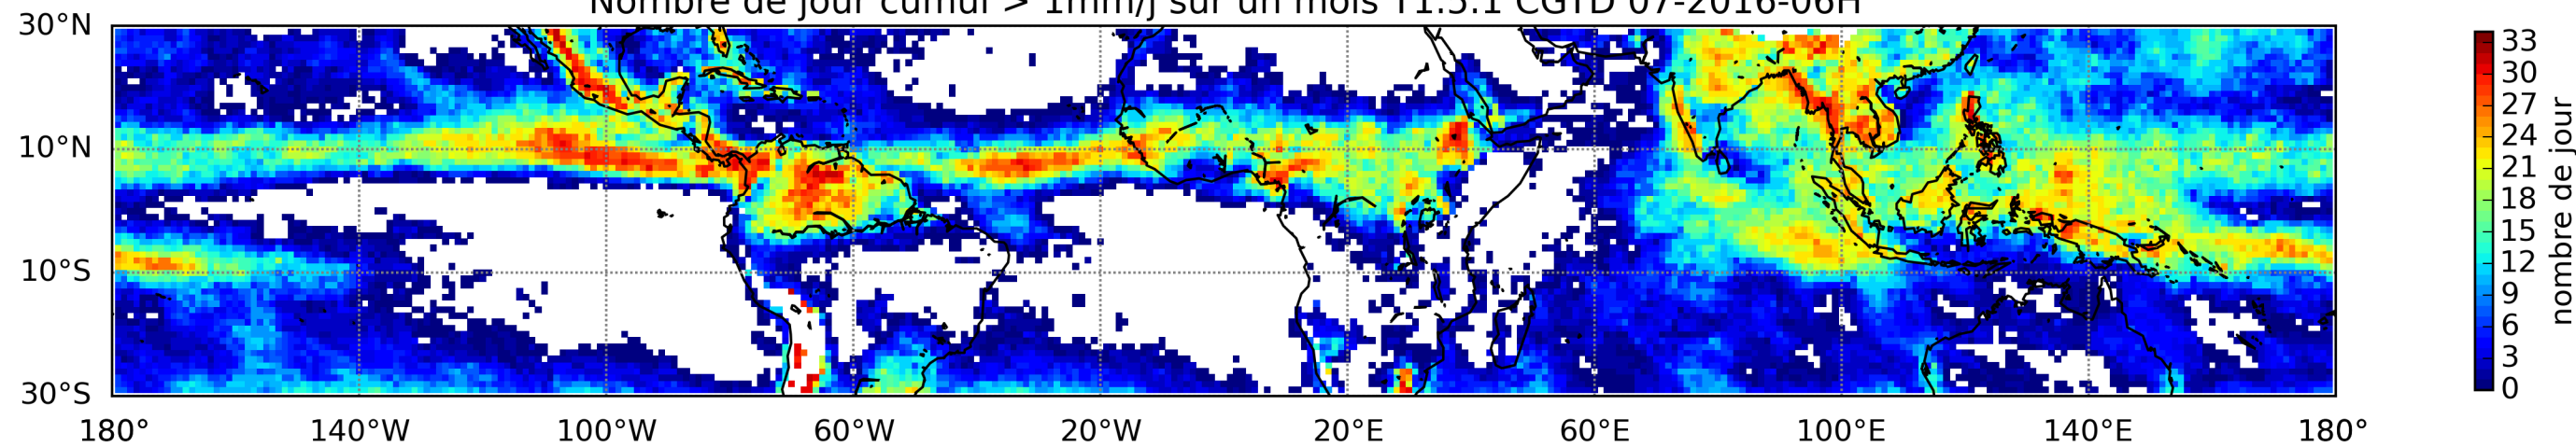 Nombre de jour cumul > 1mm/j sur un mois T1.5.1 CGTD 07-2016-06H
30°N
10°N
10°S
30°S
180°
140°W
100°W
60°W
20°W
20°E
60°E
100°E
140°E
180°
33
30
27
24
21
18
15
12
9
6
3
0
nombre de jour